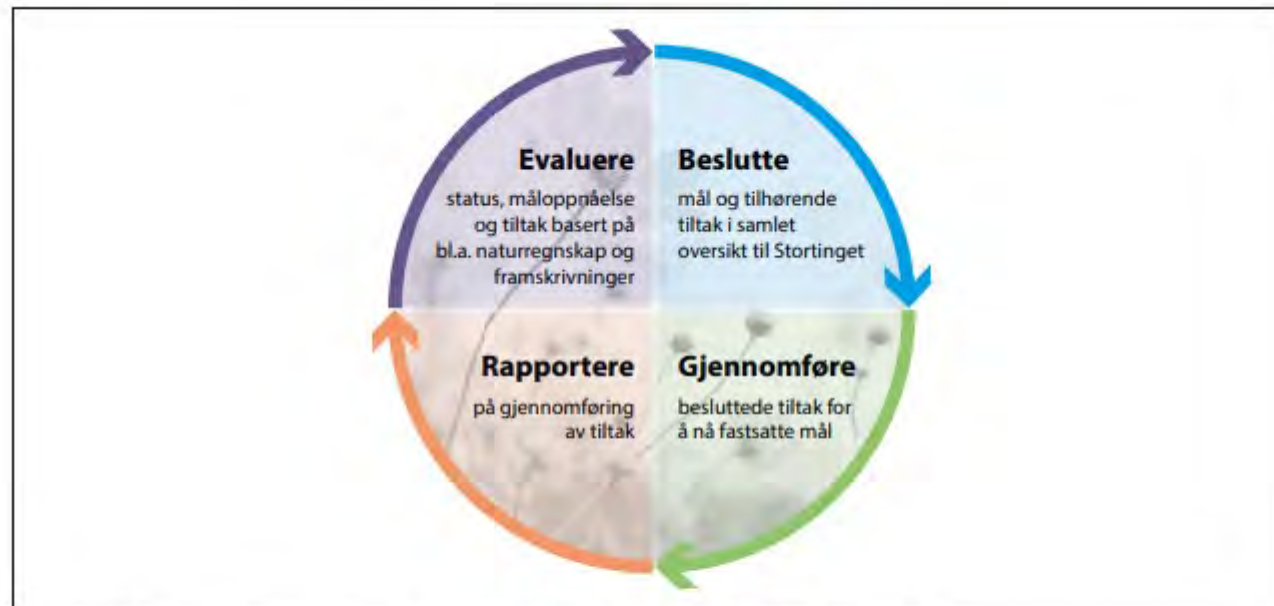 Evaluere
status, måloppnåelse
og tiltak basert på
bl.a. naturregnskap og
framskrivninger
Beslutte
mål og tilhørende
tiltak i samlet
oversikt til Stortinget
Rapportere
på gjennomføring
av tiltak
Gjennomføre
besluttede tiltak for
å nå fastsatte mål